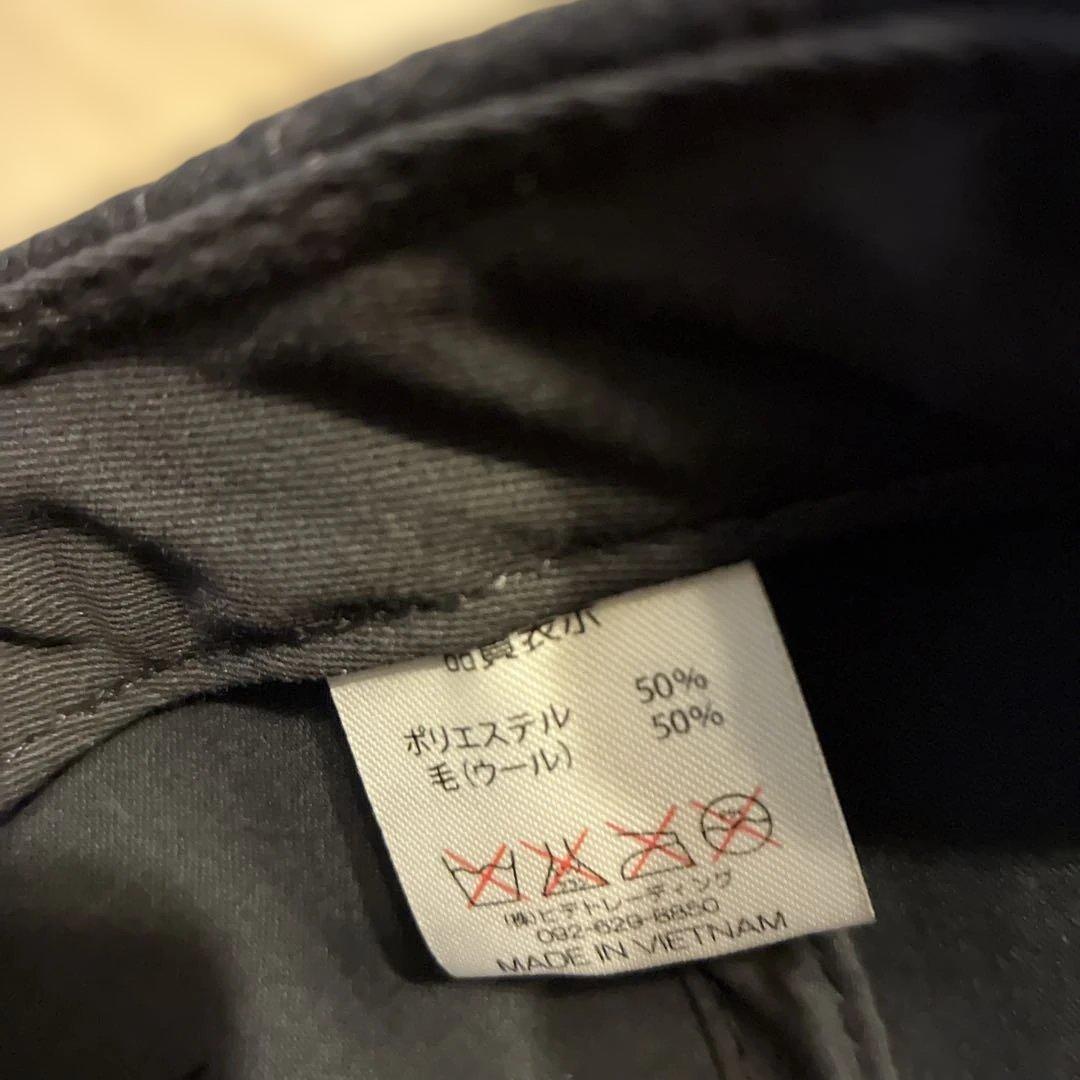 品質表示
ポリエステル 50%
毛(ウール) 50%
(株)ヒデトレーディング
092-629-6650
MADE IN VIETNAM